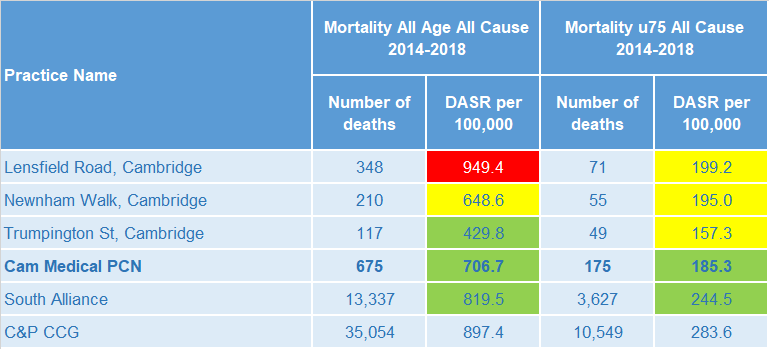 Practice Name
Mortality All Age All Cause
2014-2018
Mortality u75 All Cause
2014-2018
Number of
deaths
DASR per
100,000
Number of
deaths
DASR per
100,000
Lensfield Road, Cambridge 348 949.4 71 199.2
Newnham Walk, Cambridge 210 648.6 55 195.0
Trumpington St, Cambridge 117 429.8 49 157.3
Cam Medical PCN 675 706.7 175 185.3
South Alliance 13,337 819.5 3,627 244.5
C&P CCG 35,054 897.4 10,549 283.6